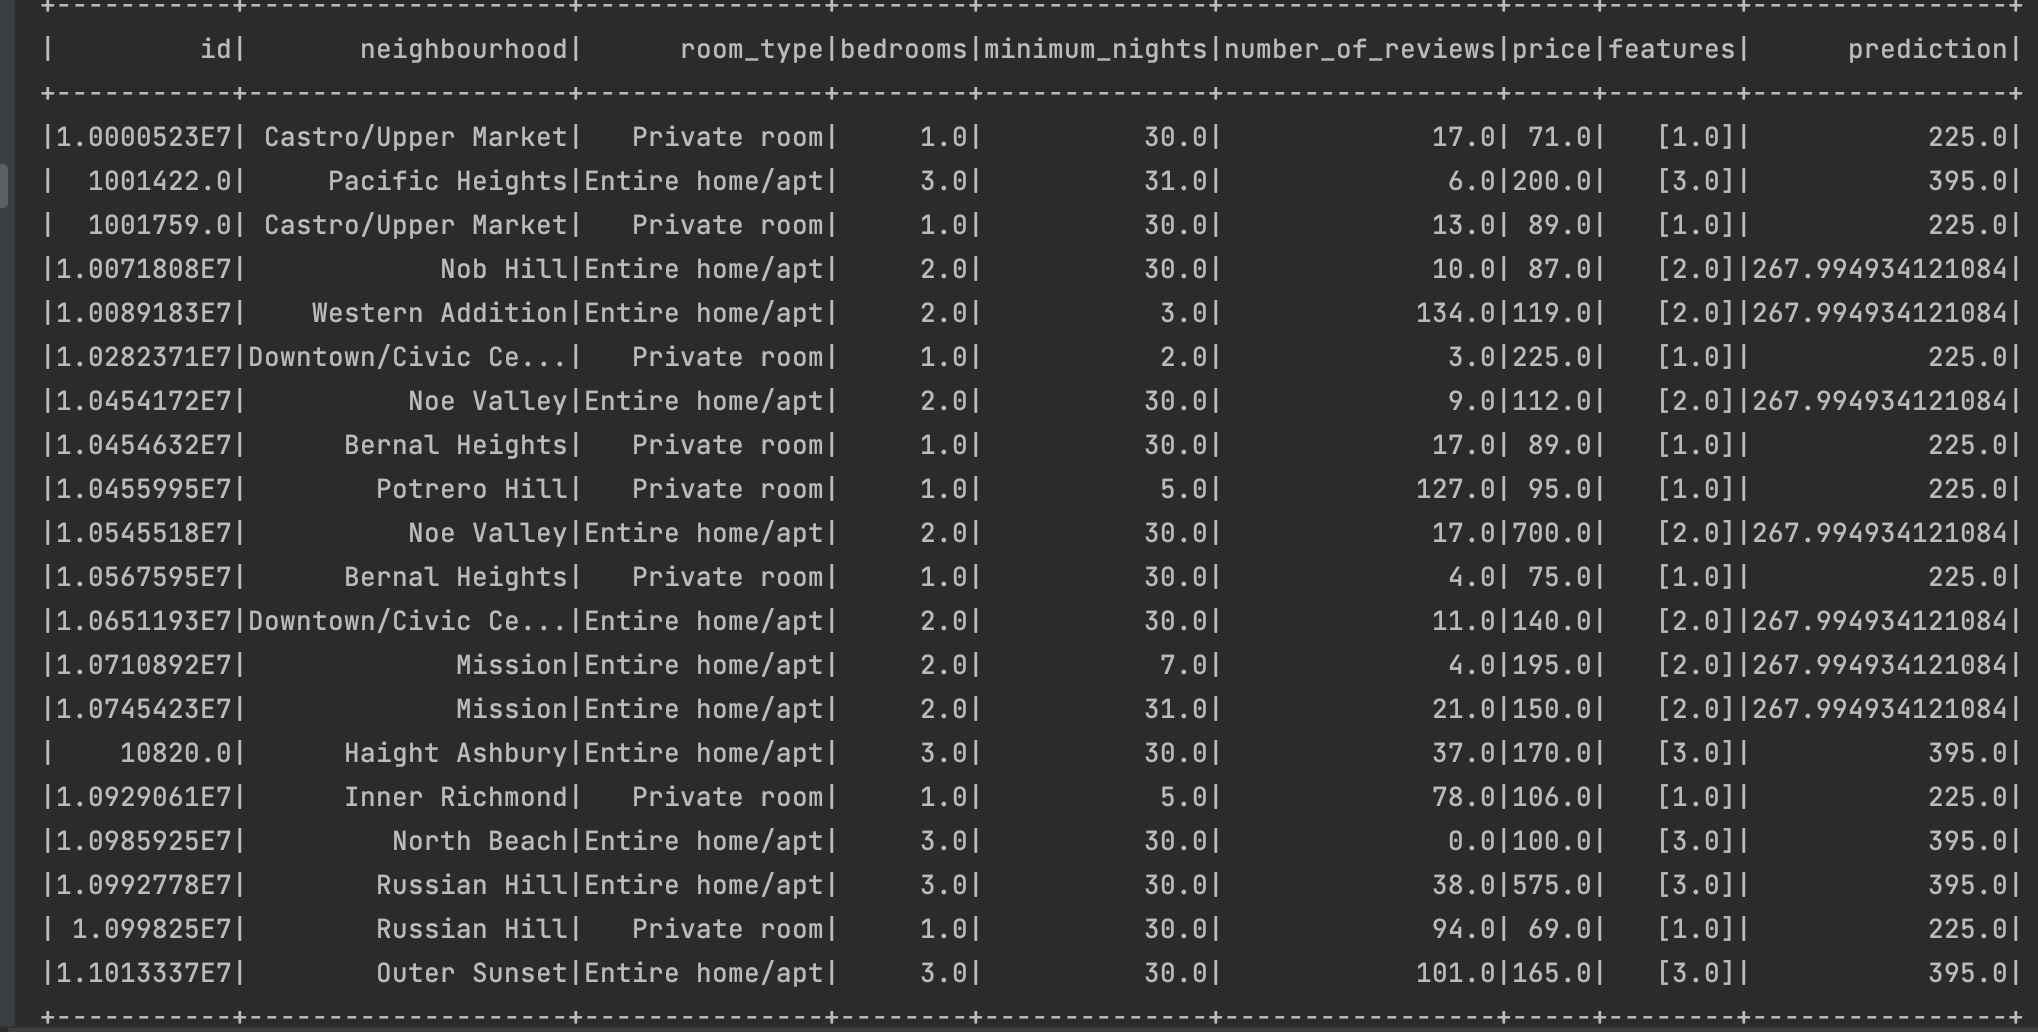 +-----------+--------------------+---------------+--------+--------------+-----------------+-----+--------+----------------+
|         id|       neighbourhood|      room_type|bedrooms|minimum_nights|number_of_reviews|price|features|      prediction|
+-----------+--------------------+---------------+--------+--------------+-----------------+-----+--------+----------------+
|1.0000523E7| Castro/Upper Market|   Private room|     1.0|          30.0|             17.0| 71.0|   [1.0]|           225.0|
|  1001422.0|     Pacific Heights|Entire home/apt|     3.0|          31.0|              6.0|200.0|   [3.0]|           395.0|
|  1001759.0| Castro/Upper Market|   Private room|     1.0|          30.0|             13.0| 89.0|   [1.0]|           225.0|
|1.0071808E7|            Nob Hill|Entire home/apt|     2.0|          30.0|             10.0| 87.0|   [2.0]|267.994934121084|
|1.0089183E7|    Western Addition|Entire home/apt|     2.0|           3.0|            134.0|119.0|   [2.0]|267.994934121084|
|1.0282371E7|Downtown/Civic Ce...|   Private room|     1.0|           2.0|              3.0|225.0|   [1.0]|           225.0|
|1.0454172E7|          Noe Valley|Entire home/apt|     2.0|          30.0|              9.0|112.0|   [2.0]|267.994934121084|
|1.0454632E7|      Bernal Heights|   Private room|     1.0|          30.0|             17.0| 89.0|   [1.0]|           225.0|
|1.0455995E7|        Potrero Hill|   Private room|     1.0|           5.0|            127.0| 95.0|   [1.0]|           225.0|
|1.0545518E7|          Noe Valley|Entire home/apt|     2.0|          30.0|             17.0|700.0|   [2.0]|267.994934121084|
|1.0567595E7|      Bernal Heights|   Private room|     1.0|          30.0|              4.0| 75.0|   [1.0]|           225.0|
|1.0651193E7|Downtown/Civic Ce...|Entire home/apt|     2.0|          30.0|             11.0|140.0|   [2.0]|267.994934121084|
|1.0710892E7|             Mission|Entire home/apt|     2.0|           7.0|              4.0|195.0|   [2.0]|267.994934121084|
|1.0745423E7|             Mission|Entire home/apt|     2.0|          31.0|             21.0|150.0|   [2.0]|267.994934121084|
|    10820.0|      Haight Ashbury|Entire home/apt|     3.0|          30.0|             37.0|170.0|   [3.0]|           395.0|
|1.0929061E7|      Inner Richmond|   Private room|     1.0|           5.0|             78.0|106.0|   [1.0]|           225.0|
|1.0985925E7|         North Beach|Entire home/apt|     3.0|          30.0|              0.0|100.0|   [3.0]|           395.0|
|1.0992778E7|        Russian Hill|Entire home/apt|     3.0|          30.0|             38.0|575.0|   [3.0]|           395.0|
| 1.099825E7|        Russian Hill|   Private room|     1.0|          30.0|             94.0| 69.0|   [1.0]|           225.0|
|1.1013337E7|        Outer Sunset|Entire home/apt|     3.0|          30.0|            101.0|165.0|   [3.0]|           395.0|
+-----------+--------------------+---------------+--------+--------------+-----------------+-----+--------+----------------+